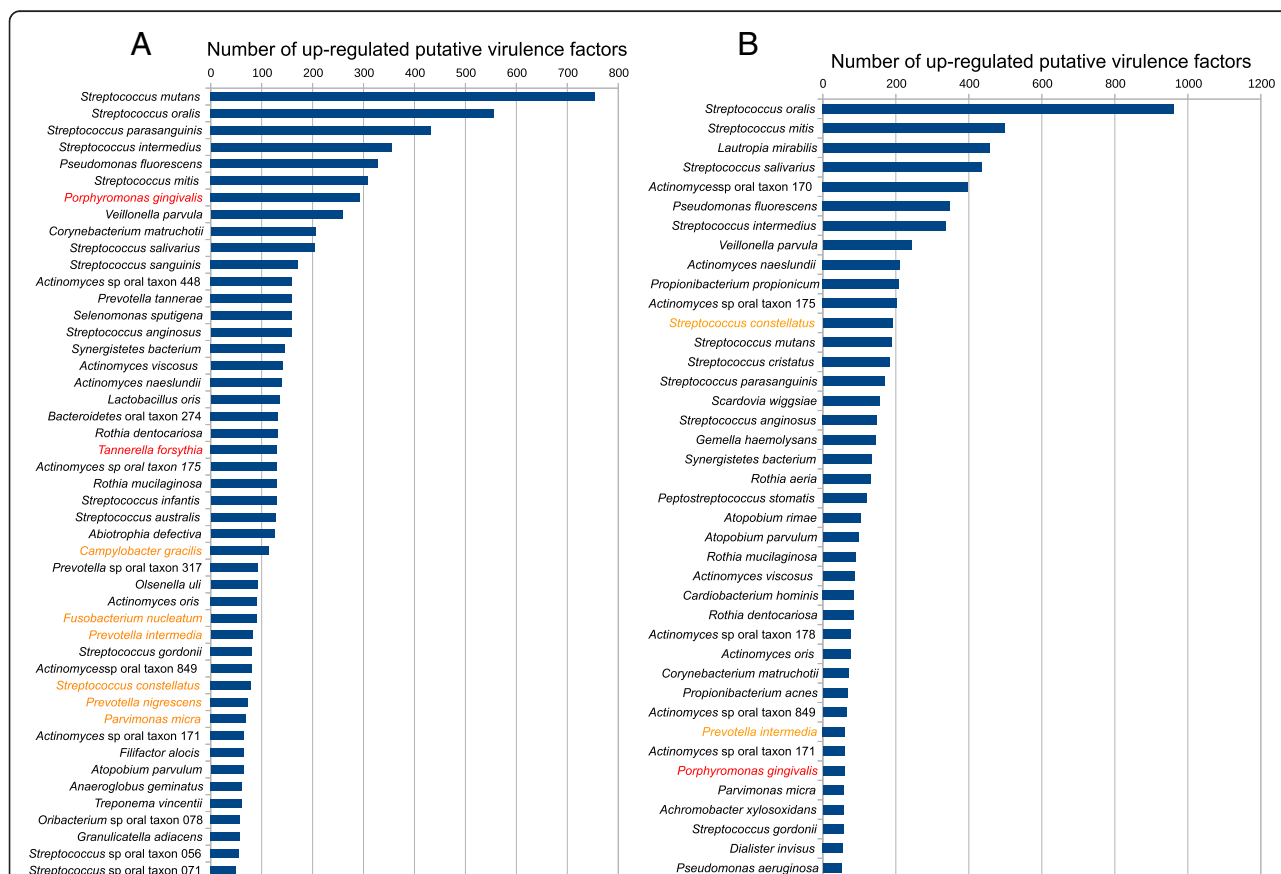 A
Number of up-regulated putative virulence factors
0 100 200 300 400 500 600 700 800
Streptococcus mutans
Streptococcus oralis
Streptococcus parasanguinis
Streptococcus intermedius
Pseudomonas fluorescens
Streptococcus mitis
Porphyromonas gingivalis
Veillonella parvula
Corynebacterium matruchotii
Streptococcus salivarius
Streptococcus sanguinis
Actinomyces sp oral taxon 448
Prevotella tannerae
Selenomonas sputigena
Streptococcus anginosus
Synergistetes bacterium
Actinomyces viscosus
Actinomyces naeslundii
Lactobacillus oris
Bacteroidetes oral taxon 274
Rothia dentocariosa
Tannerella forsythia
Actinomyces sp oral taxon 175
Rothia mucilaginosa
Streptococcus infantis
Streptococcus australis
Abiotrophia defectiva
Campylobacter gracilis
Prevotella sp oral taxon 317
Olsenella uli
Actinomyces oris
Fusobacterium nucleatum
Prevotella intermedia
Streptococcus gordonii
Actinomycessp oral taxon 849
Streptococcus constellatus
Prevotella nigrescens
Parvimonas micra
Actinomyces sp oral taxon 171
Filifactor alocis
Atopobium parvulum
Anaeroglobus geminatus
Treponema vincentii
Oribacterium sp oral taxon 078
Granulicatella adiacens
Streptococcus sp oral taxon 056
Streptococcus sp oral taxon 071
B
Number of up-regulated putative virulence factors
0 200 400 600 800 1000 1200
Streptococcus oralis
Streptococcus mitis
Lautropia mirabilis
Streptococcus salivarius
Actinomycessp oral taxon 170
Pseudomonas fluorescens
Streptococcus intermedius
Veillonella parvula
Actinomyces naeslundii
Propionibacterium propionicum
Actinomyces sp oral taxon 175
Streptococcus constellatus
Streptococcus mutans
Streptococcus cristatus
Streptococcus parasanguinis
Scardovia wiggsiae
Streptococcus anginosus
Gemella haemolysans
Synergistetes bacterium
Rothia aeria
Peptostreptococcus stomatis
Atopobium rimae
Atopobium parvulum
Rothia mucilaginosa
Actinomyces viscosus
Cardiobacterium hominis
Rothia dentocariosa
Actinomyces sp oral taxon 178
Actinomyces oris
Corynebacterium matruchotii
Propionibacterium acnes
Actinomyces sp oral taxon 849
Prevotella intermedia
Actinomyces sp oral taxon 171
Porphyromonas gingivalis
Parvimonas micra
Achromobacter xylosoxidans
Streptococcus gordonii
Dialister invisus
Pseudomonas aeruginosa